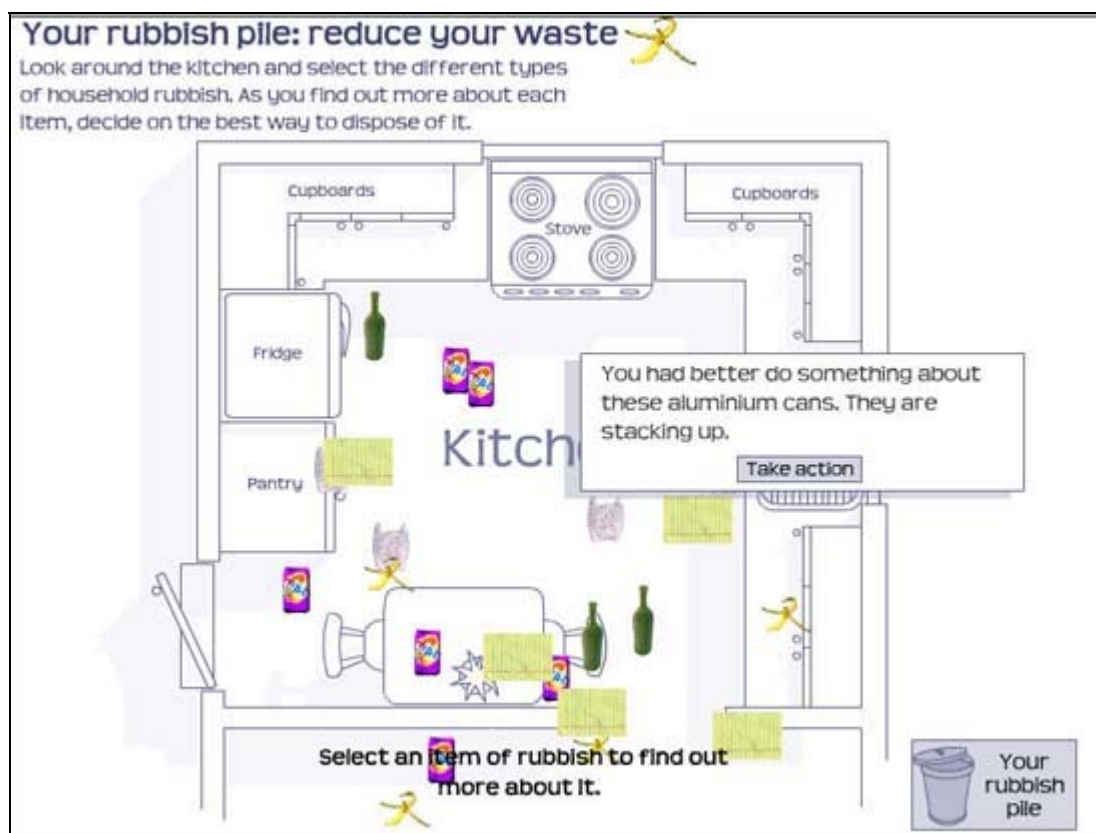 Your rubbish pile: reduce your waste
Look around the kitchen and select the different types
of household rubbish. As you find out more about each
item, decide on the best way to dispose of it.
Cupboards
Cupboards
Stove
Fridge
You had better do something about
these aluminium cans. They are
stacking up.
Take action
Kitche
Pantry
Select an item of rubbish to find out
more about it.
Your
rubbish
pile